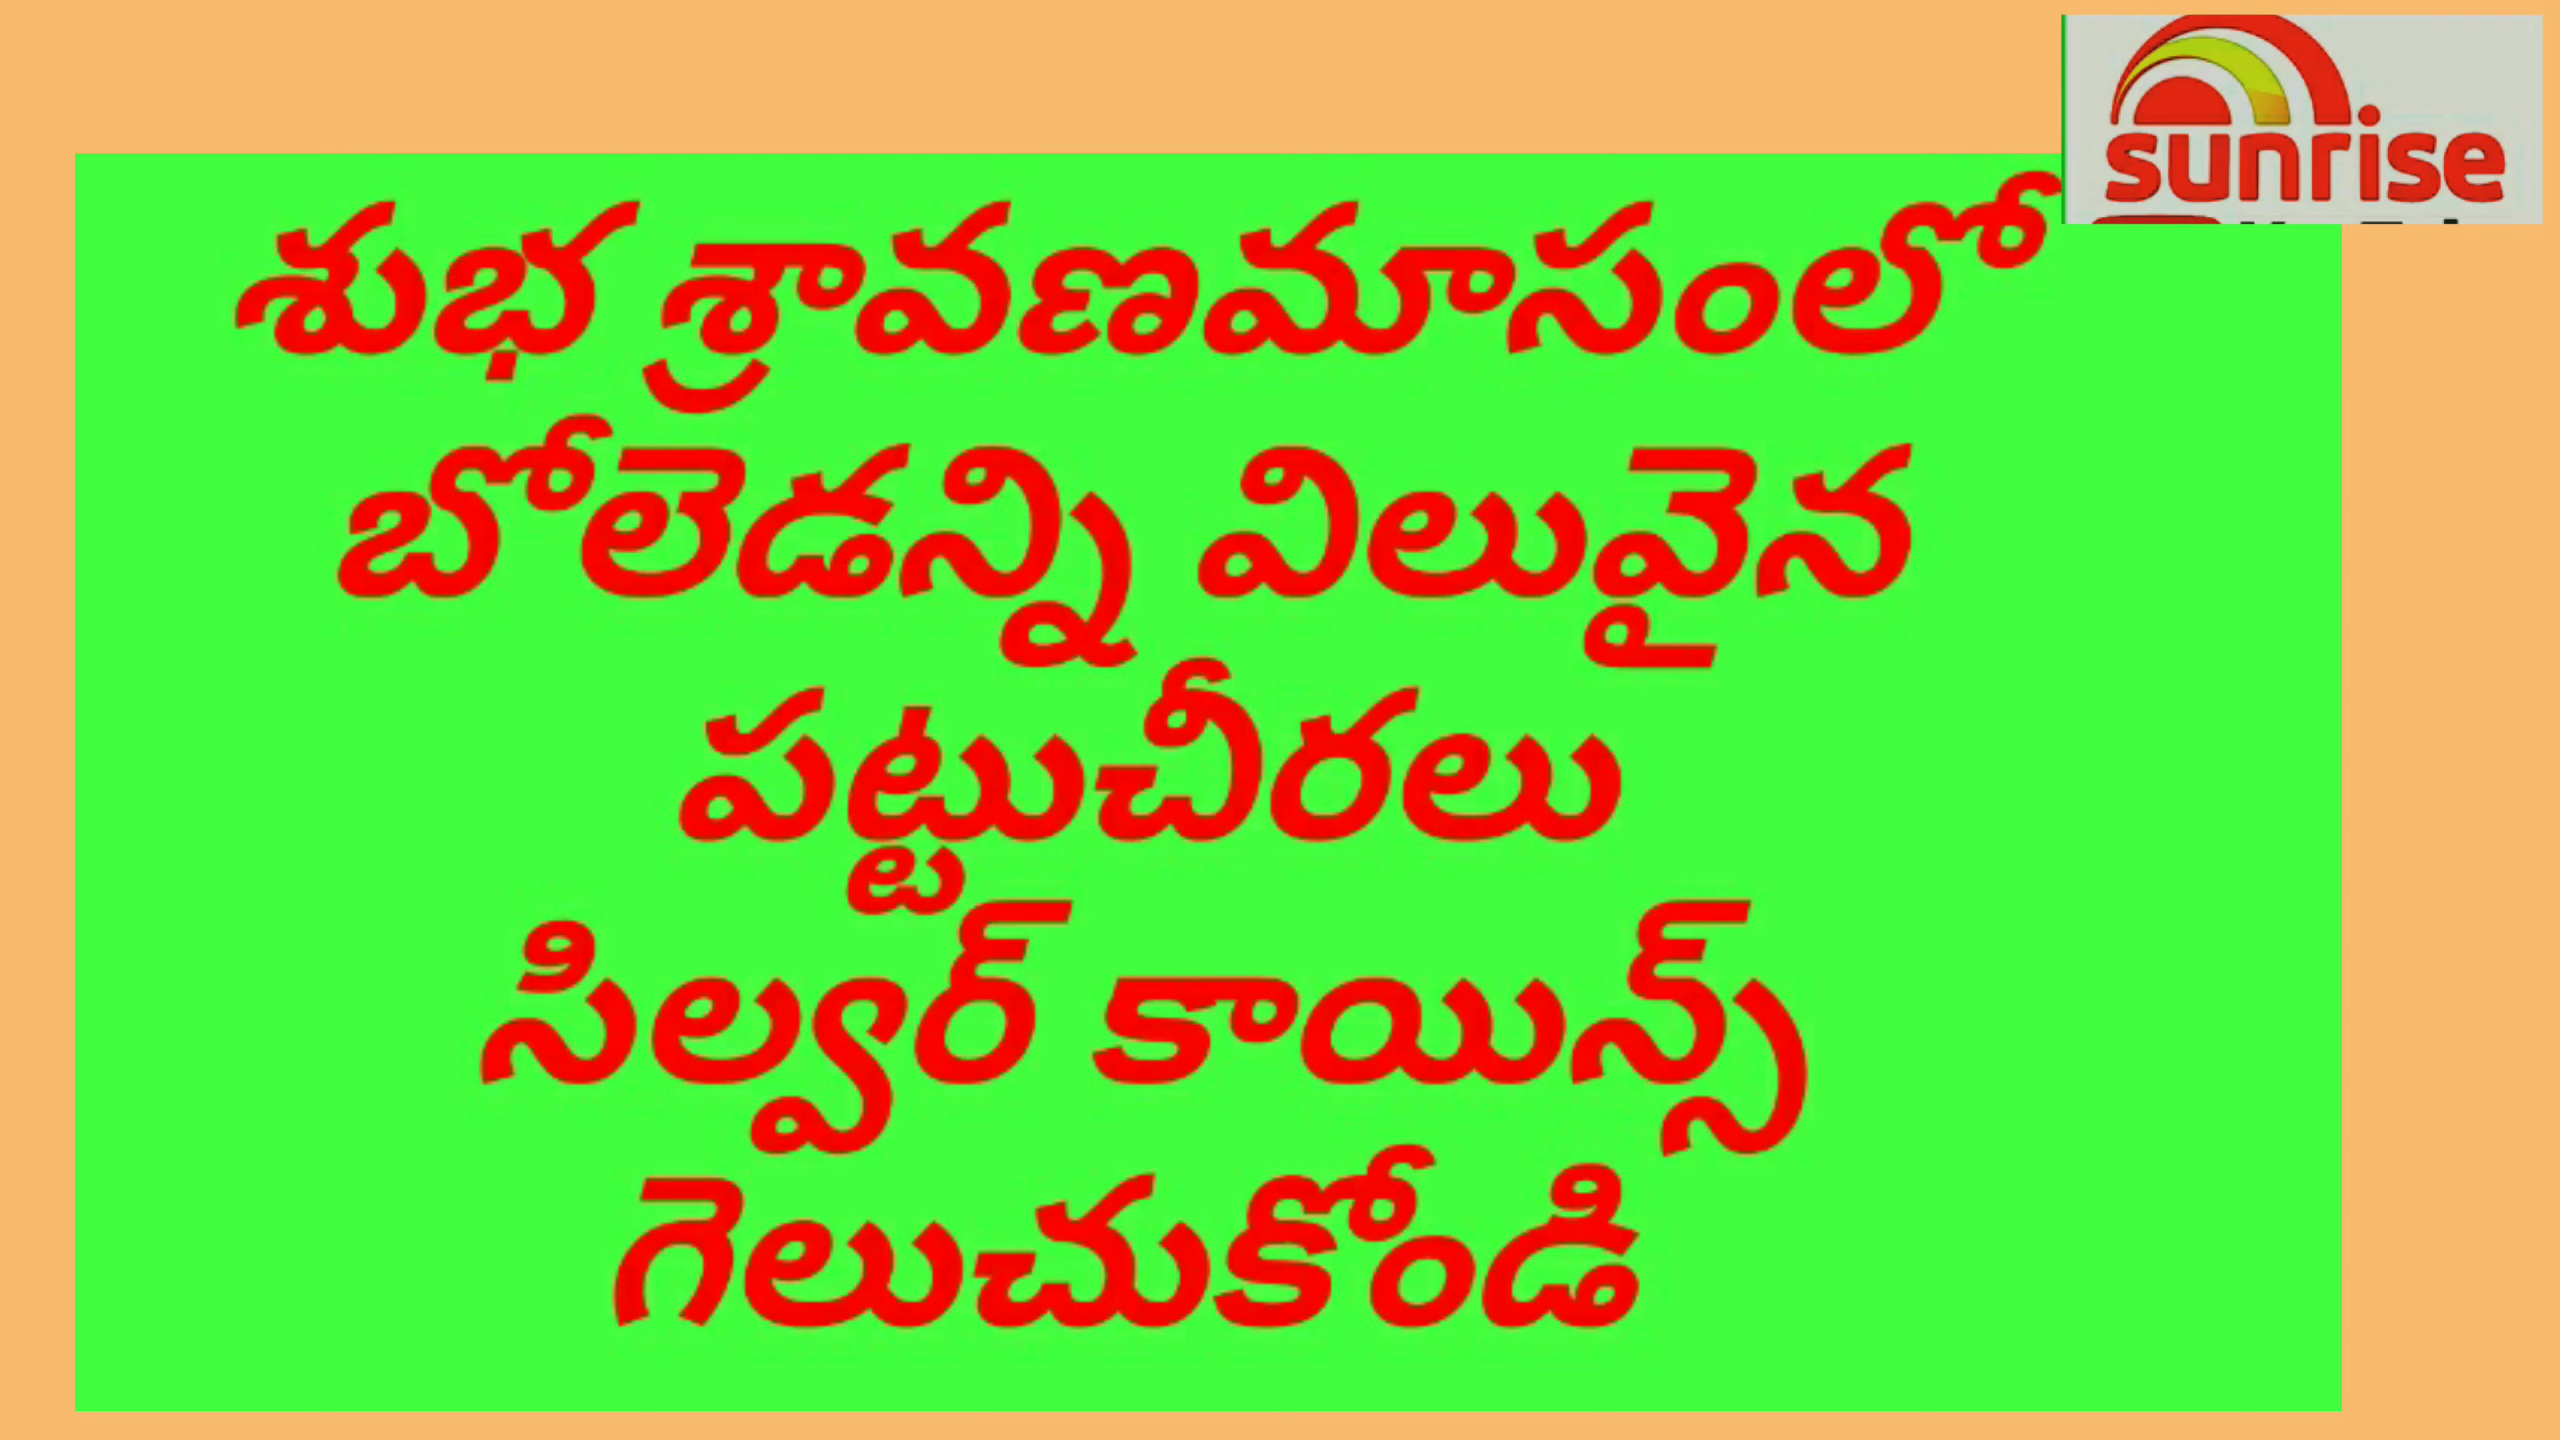 sunrise
శుభ శ్రావణమాసంలో
బోలెడన్ని విలువైన
పట్టుచీరలు
సిల్వర్ కాయిన్స్
గెలుచుకోండి